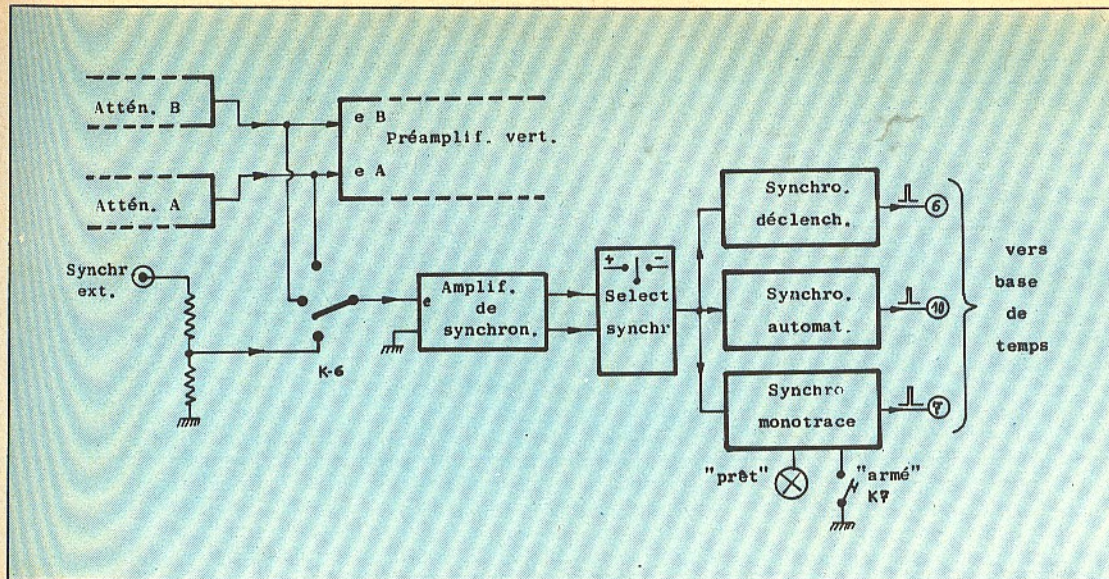 Attén. B
e B
Préamplif. vert.
e A
Attén. A
Synchr
ext.
K-6
e
Amplif.
de
synchron.
+ -
Select
synchr
Synchro.
déclench.
6
Synchro.
automat.
10
Synchro
monotrace
7
vers
base
de
temps
"prêt"
"armé"
K7